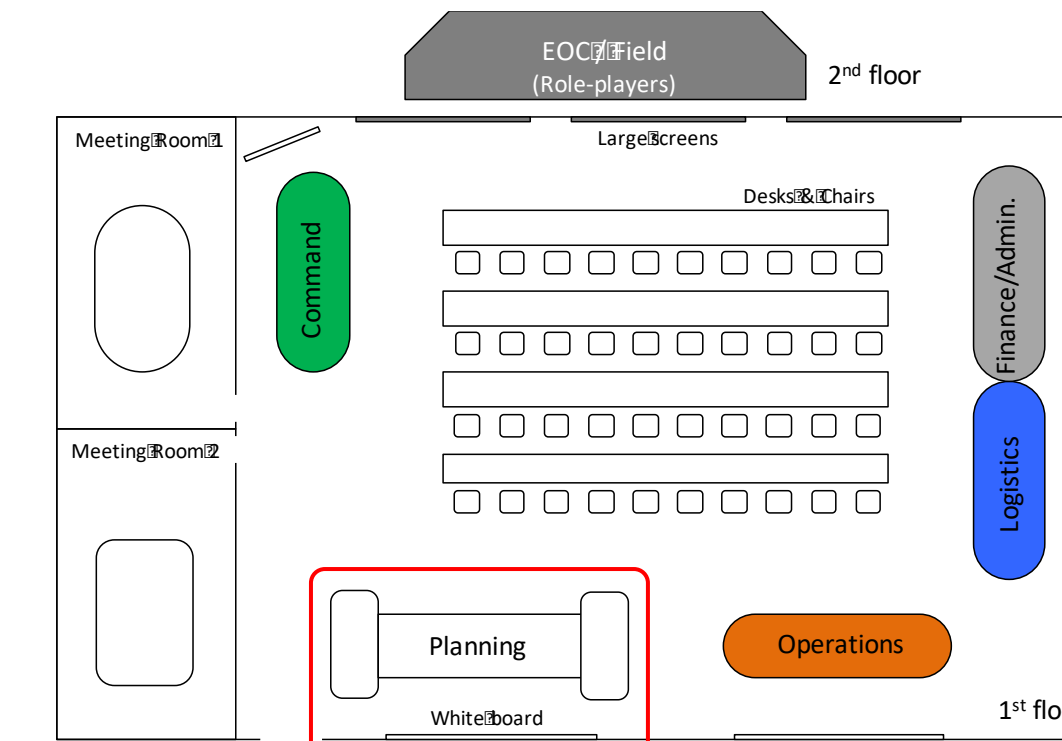 EOC / Field
(Role-players)
2nd floor
Meeting Room 1
Large screens
Desks & Chairs
Command
Finance/Admin.
Meeting Room 2
Logistics
Planning
Operations
White board
1st flo